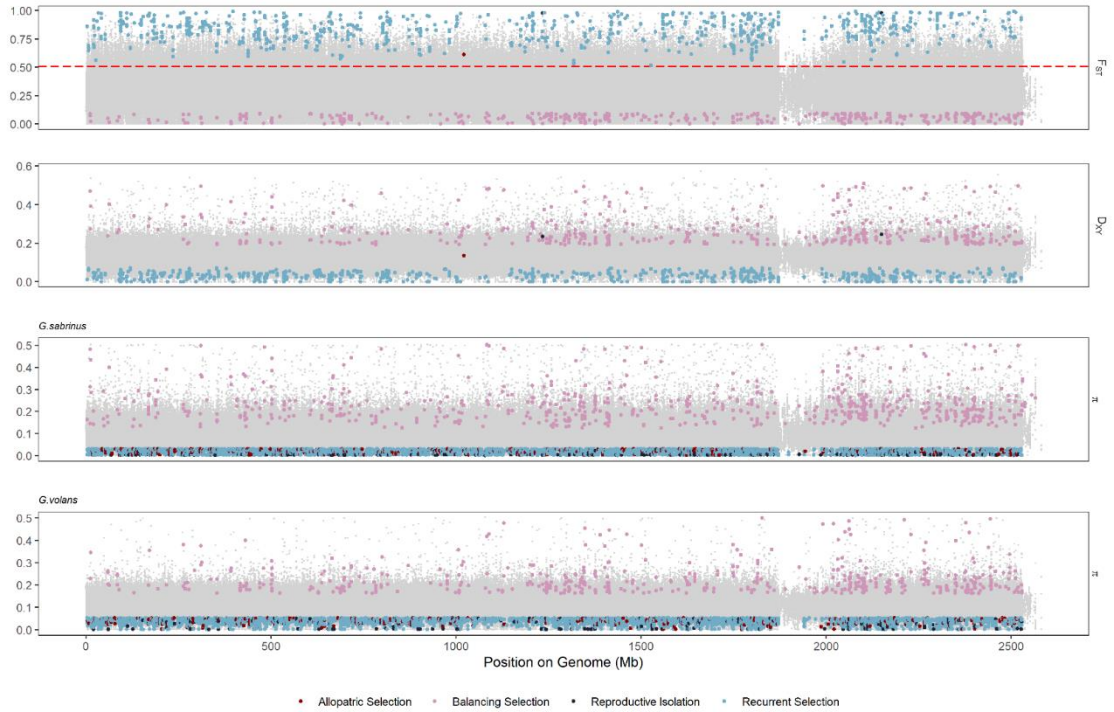 1.00
0.75
0.50
0.25
0.00
FST
0.6
0.4
0.2
0.0
DXY
G.sabrinus
0.5
0.4
0.3
0.2
0.1
0.0
π
G.volans
0.5
0.4
0.3
0.2
0.1
0.0
π
0 500 1000 1500 2000 2500
Position on Genome (Mb)
Allopatric Selection Balancing Selection Reproductive Isolation Recurrent Selection